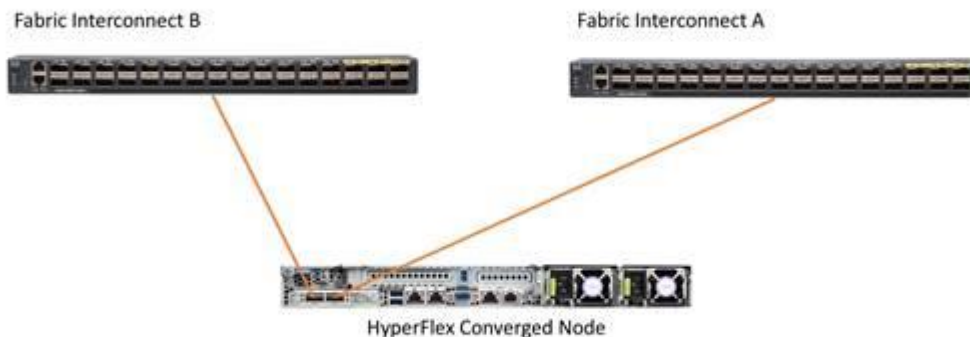 Fabric Interconnect B
Fabric Interconnect A
HyperFlex Converged Node